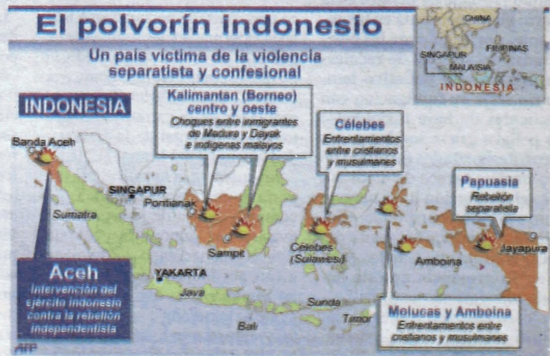 El polvorín indonesio
Un país víctima de la violencia
separatista y confesional
CHINA
SINGAPUR
FILIPINAS
MALAISIA
INDONESIA
INDONESIA
Kalimantan (Borneo)
centro y oeste
Choques entre inmigrantes
de Madura y Dayak
e indígenas malayos
Célebes
Enfrentamientos
entre cristianos
y musulmanes
Papuasia
Rebelión
separatista
Banda Aceh
SINGAPUR
Pontianak
Sumatra
Sampit
Célebes
(Sulawesi)
Amboina
Jayapura
YAKARTA
Java
Sunda
Bali
Timor
Aceh
Intervención del
ejército indonesio
contra la rebelión
independentista
Molucas y Amboina
Enfrentamientos entre
cristianos y musulmanes
AFP